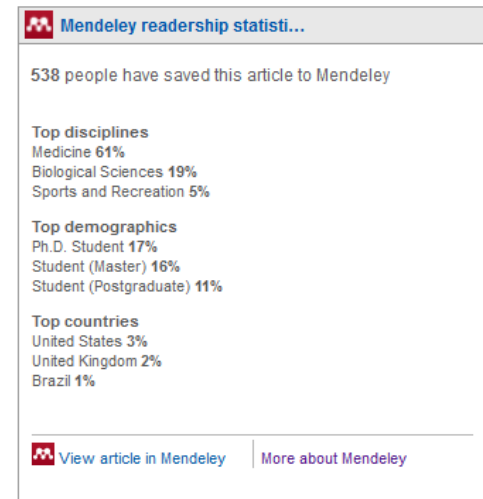 Mendeley readership statisti...
538 people have saved this article to Mendeley
Top disciplines
Medicine 61%
Biological Sciences 19%
Sports and Recreation 5%
Top demographics
Ph.D. Student 17%
Student (Master) 16%
Student (Postgraduate) 11%
Top countries
United States 3%
United Kingdom 2%
Brazil 1%
View article in Mendeley
More about Mendeley